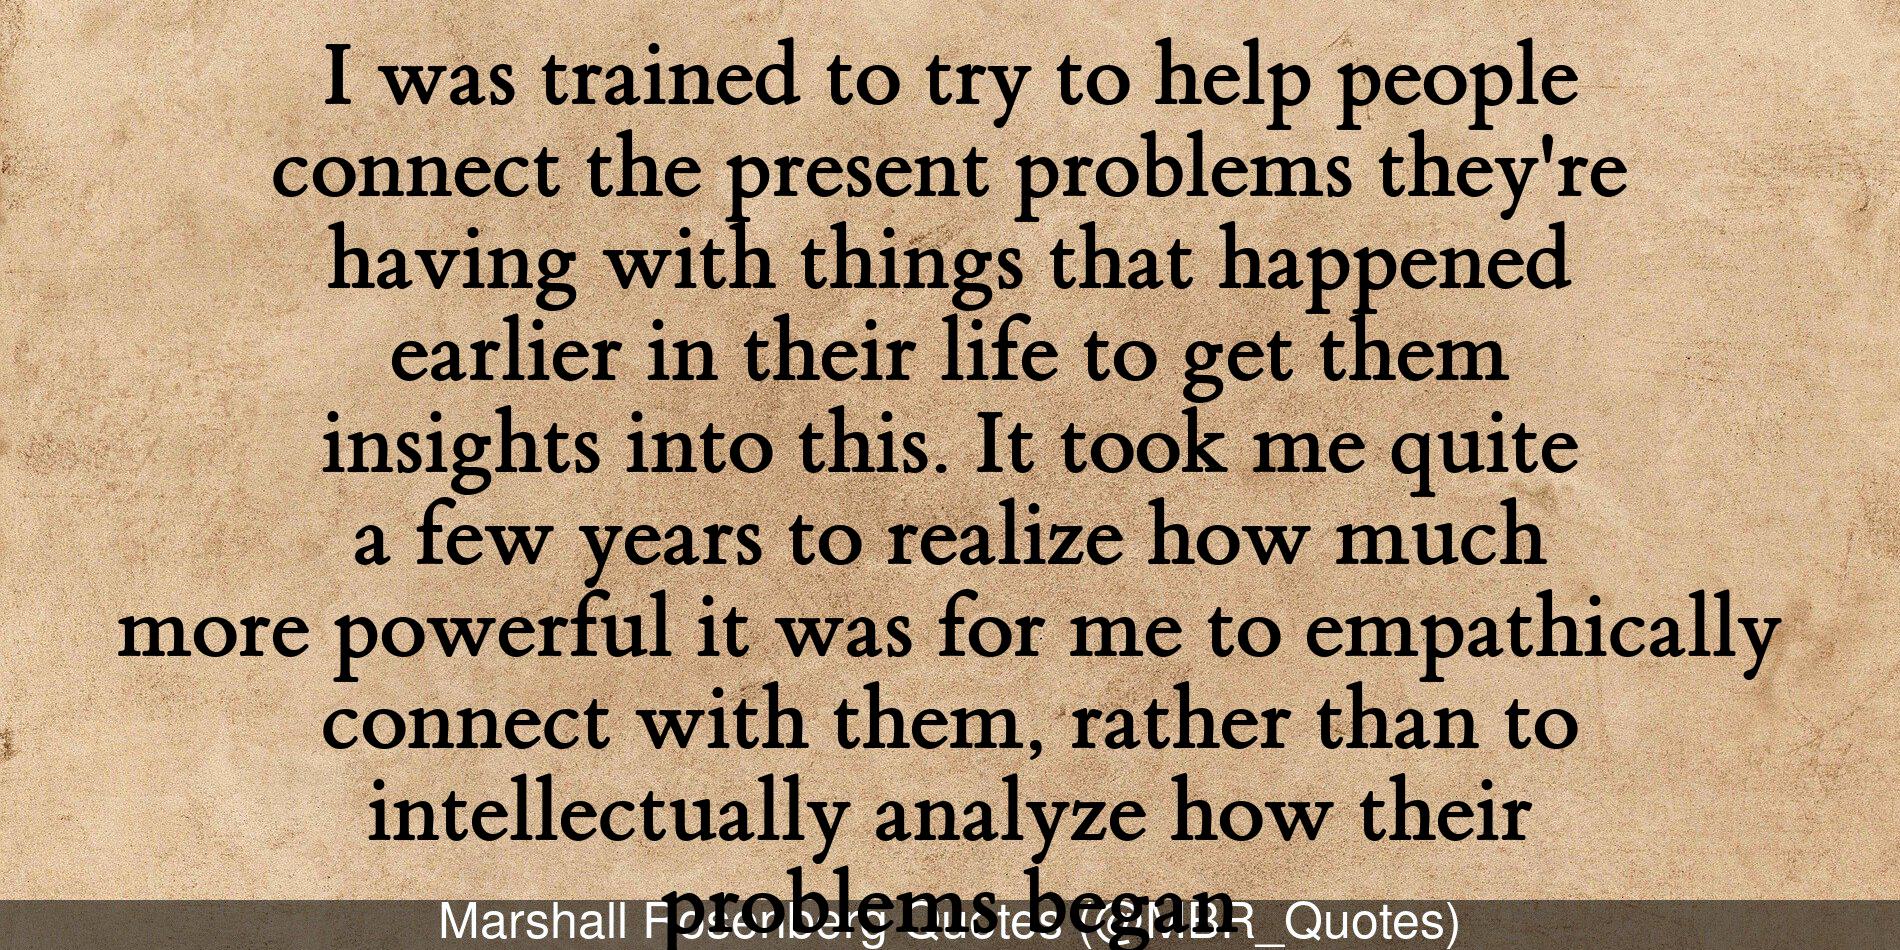 I was trained to try to help people
connect the present problems they're
having with things that happened
earlier in their life to get them
insights into this. It took me quite
a few years to realize how much
more powerful it was for me to empathically
connect with them, rather than to
intellectually analyze how their
problems began
Marshall Rosenberg Quotes (@MBR_Quotes)